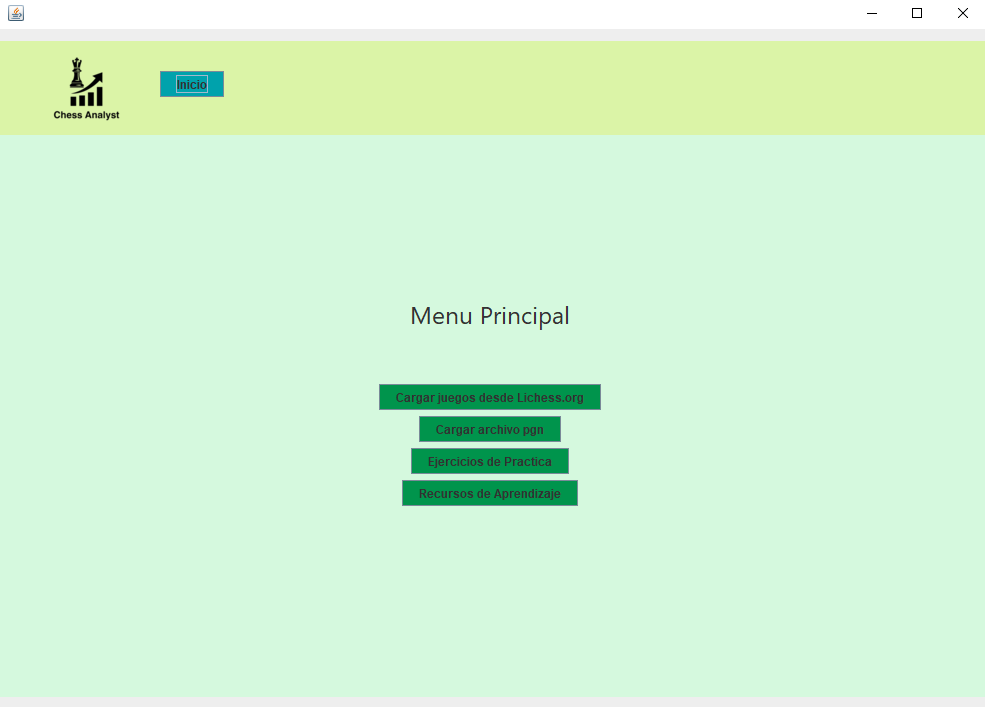 Chess Analyst
Inicio
Menu Principal
Cargar juegos desde Lichess.org
Cargar archivo pgn
Ejercicios de Practica
Recursos de Aprendizaje